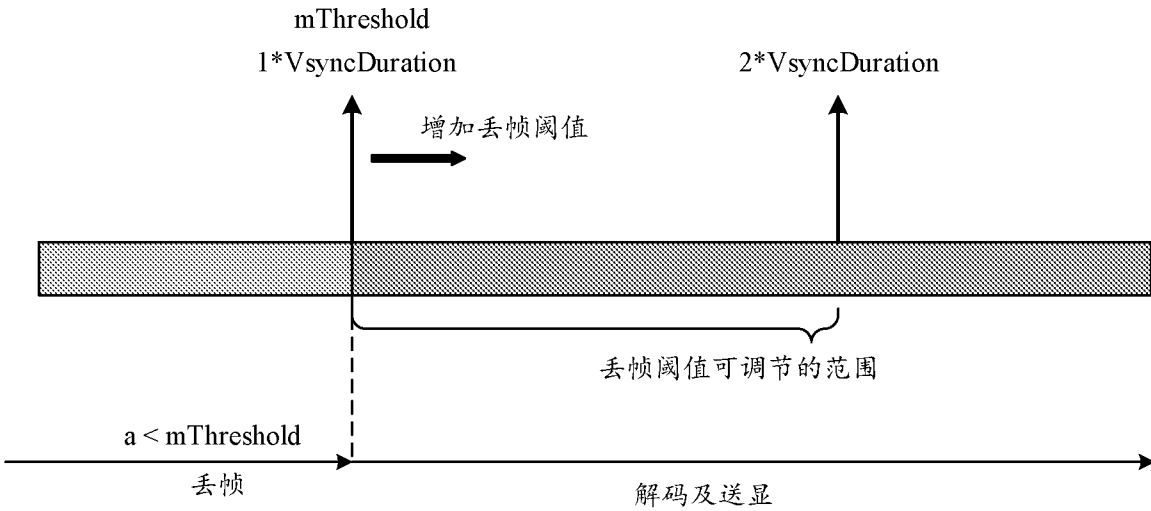 mThreshold
1*VsyncDuration
2*VsyncDuration
增加丢帧阈值
丢帧阈值可调节的范围
a < mThreshold
丢帧
解码及送显